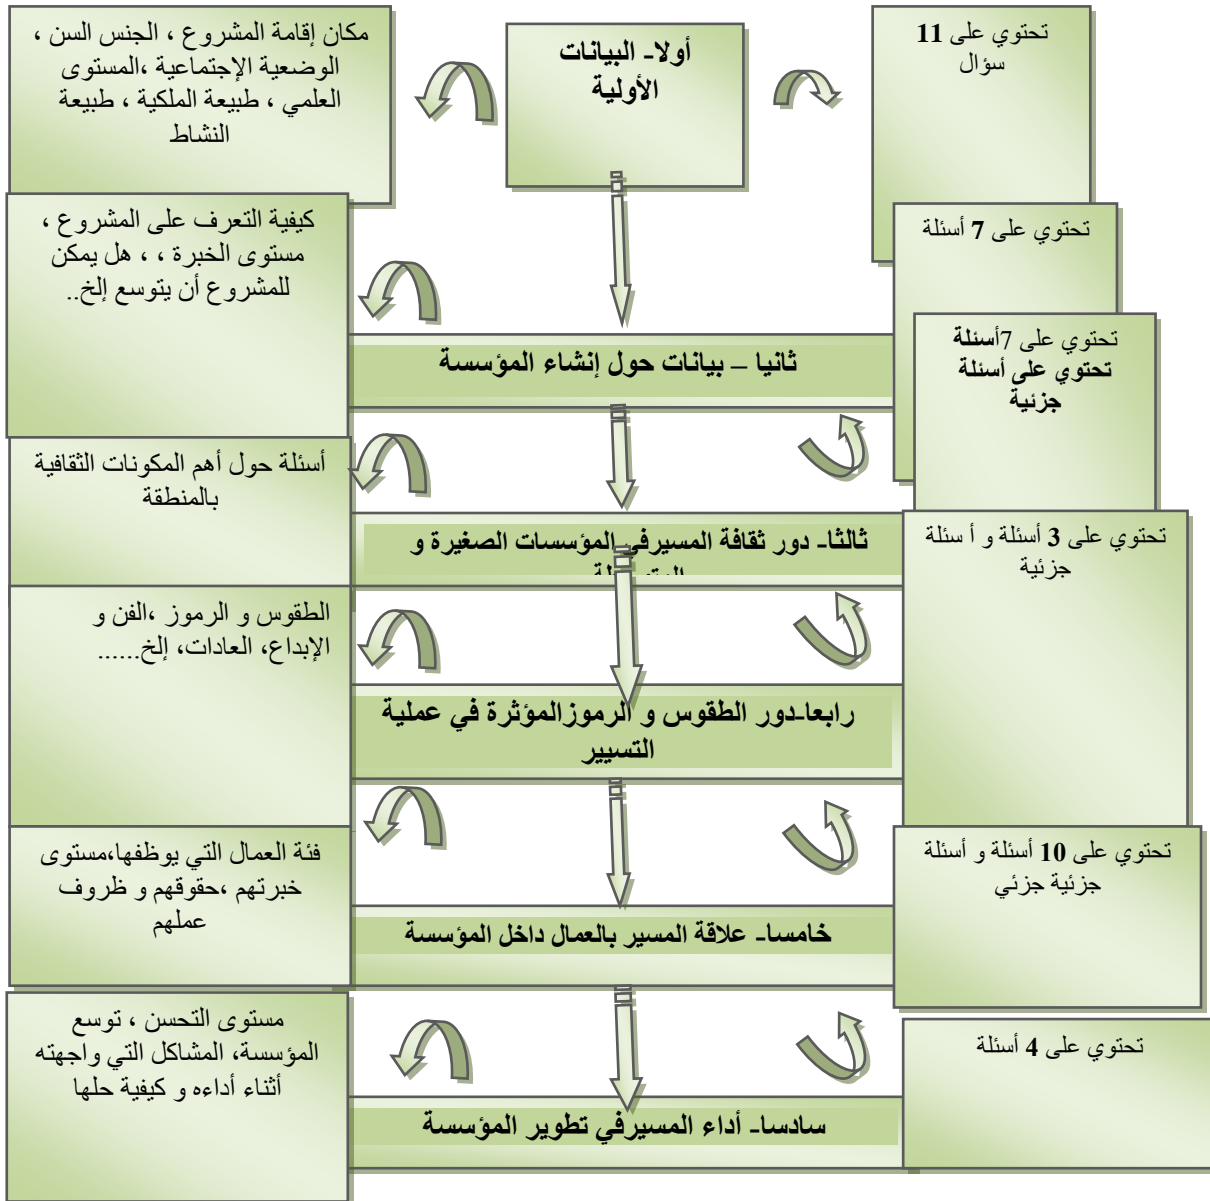 أولا- البيانات
الأولية
تحتوي على 11
سؤال
مكان إقامة المشروع ، الجنس السن ،
الوضعية الإجتماعية ،المستوى
العلمي ، طبيعة الملكية ، طبيعة
النشاط
تحتوي على 7 أسئلة
كيفية التعرف على المشروع ،
مستوى الخبرة ، ، هل يمكن
للمشروع أن يتوسع إلخ..
ثانيا – بيانات حول إنشاء المؤسسة
تحتوي على 7أسئلة
تحتوي على أسئلة
جزئية
أسئلة حول أهم المكونات الثقافية
بالمنطقة
ثالثا- دور ثقافة المسيرفي المؤسسات الصغيرة و
تحتوي على 3 أسئلة و أ سئلة
جزئية
الطقوس و الرموز ،الفن و
الإبداع، العادات، إلخ......
رابعا-دور الطقوس و الرموزالمؤثرة في عملية
التسيير
تحتوي على 10 أسئلة و أسئلة
جزئية جزئي
فئة العمال التي يوظفها،مستوى
خبرتهم ،حقوقهم و ظروف
عملهم
خامسا- علاقة المسير بالعمال داخل المؤسسة
تحتوي على 4 أسئلة
مستوى التحسن ، توسع
المؤسسة، المشاكل التي واجهته
أثناء أداءه و كيفية حلها
سادسا- أداء المسيرفي تطوير المؤسسة